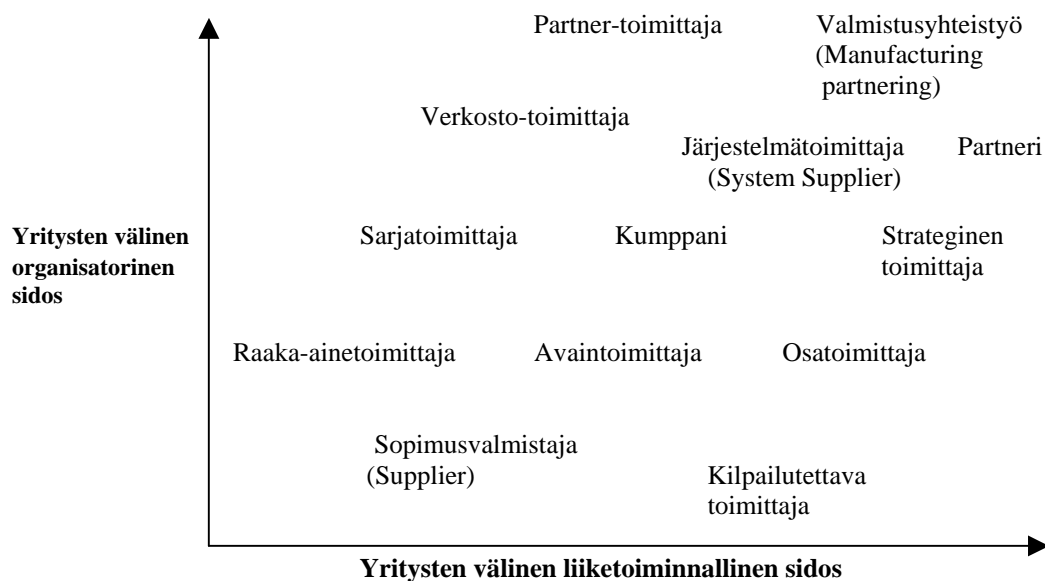 Partner-toimittaja
Valmistusyhteistyö
(Manufacturing
partnering)
Verkosto-toimittaja
Järjestelmätoimittaja
(System Supplier)
Partneri
Yritysten välinen
organisatorinen
sidos
Sarjatoimittaja
Kumppani
Strateginen
toimittaja
Raaka-ainetoimittaja
Avaintoimittaja
Osatoimittaja
Sopimusvalmistaja
(Supplier)
Kilpailutettava
toimittaja
Yritysten välinen liiketoiminnallinen sidos